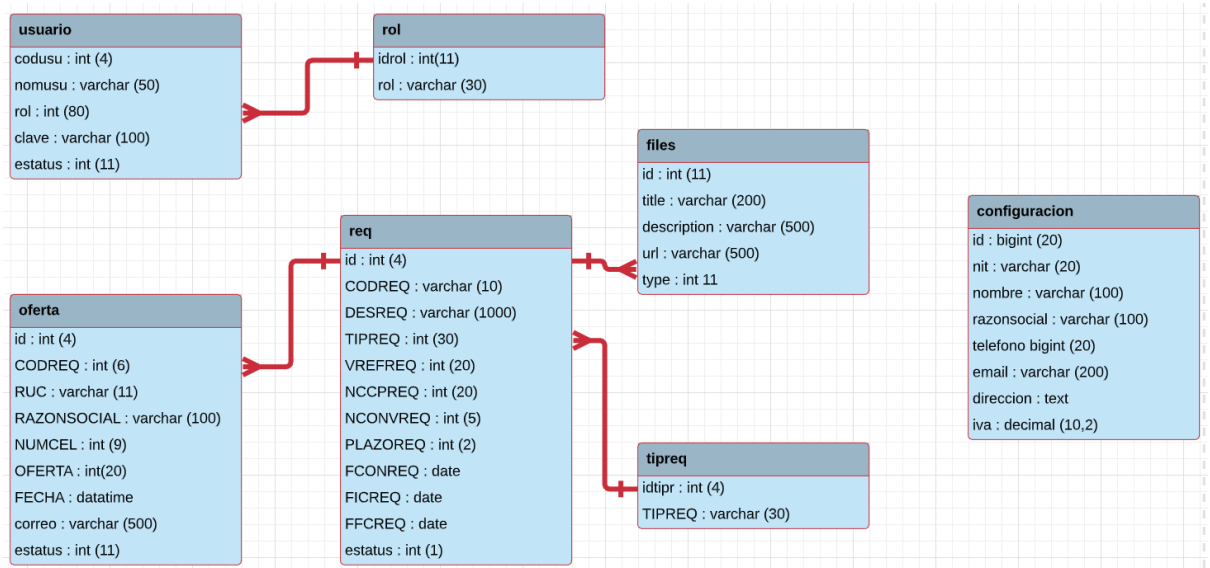 usuario
codusu : int (4)
nomusu : varchar (50)
rol : int (80)
clave : varchar (100)
estatus : int (11)
rol
idrol : int(11)
rol : varchar (30)
files
id : int (11)
title : varchar (200)
description : varchar (500)
url : varchar (500)
type : int 11
configuracion
id : bigint (20)
nit : varchar (20)
nombre : varchar (100)
razonsocial : varchar (100)
telefono bigint (20)
email : varchar (200)
direccion : text
iva : decimal (10,2)
req
id : int (4)
CODREQ : varchar (10)
DESREQ : varchar (1000)
TIPREQ : int (30)
VREFREQ : int (20)
NCCPREQ : int (20)
NCONVREQ : int (5)
PLAZOREQ : int (2)
FCONREQ : date
FICREQ : date
FFCREQ : date
estatus : int (1)
oferta
id : int (4)
CODREQ : int (6)
RUC : varchar (11)
RAZONSOCIAL : varchar (100)
NUMCEL : int (9)
OFERTA : int(20)
FECHA : datatime
correo : varchar (500)
estatus : int (11)
tipreq
idtipr : int (4)
TIPREQ : varchar (30)